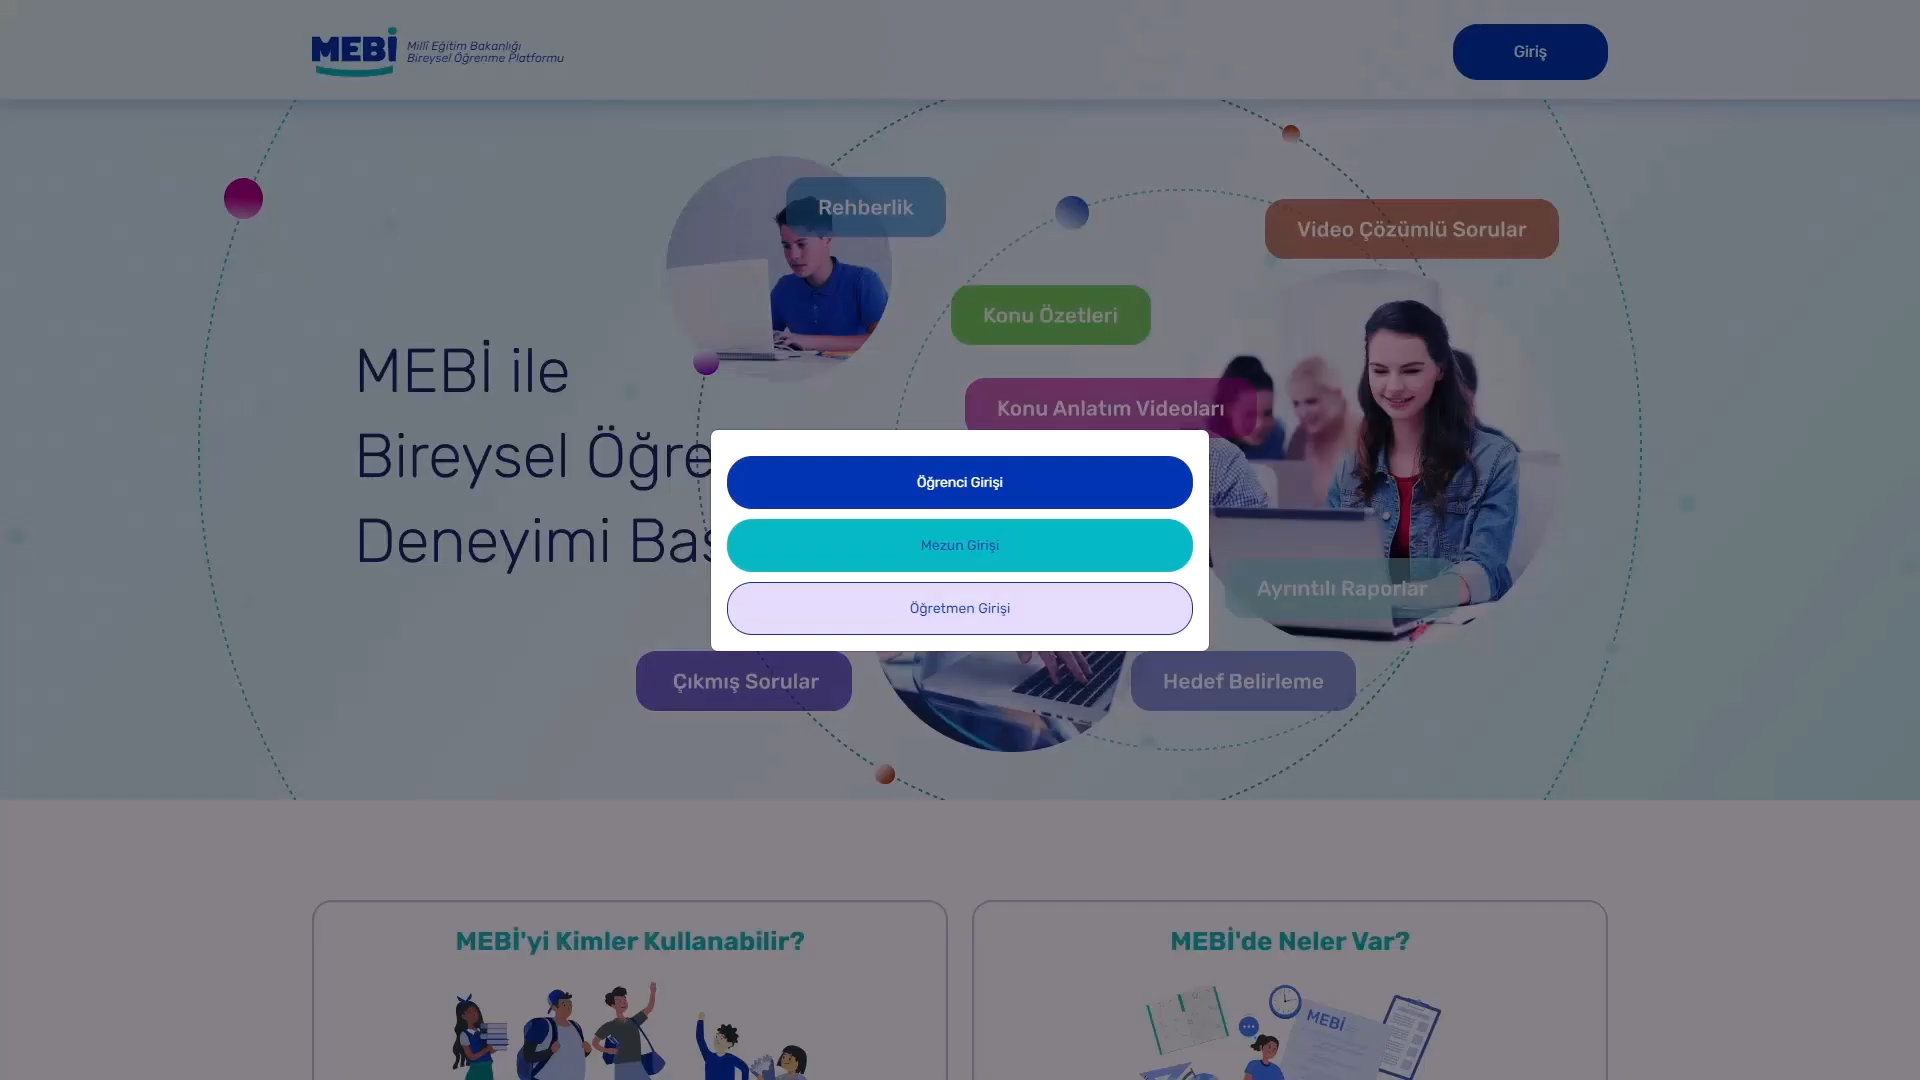 MEBİ
Millî Eğitim Bakanlığı
Bireysel Öğrenme Platformu
Giriş
Rehberlik
Video Çözümlü Sorular
Konu Özetleri
Konu Anlatım Videoları
MEBİ ile
Bireysel Öğre
Deneyimi Baş
Öğrenci Girişi
Mezun Girişi
Öğretmen Girişi
Ayrıntılı Raporlar
Çıkmış Sorular
Hedef Belirleme
MEBİ'yi Kimler Kullanabilir?
MEBİ'de Neler Var?
MEBİ